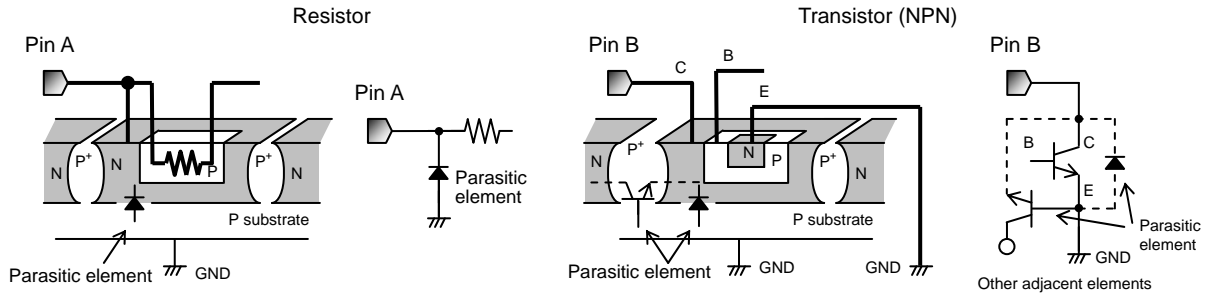 Resistor
Transistor (NPN)
Pin A
N
P+
N
P
P+
N
P substrate
Parasitic element
GND
Pin A
Parasitic
element
Pin B
C
B
E
N
P+
N
P
P+
N
P substrate
Parasitic element
GND
GND
Pin B
B
C
E
Parasitic
element
GND
Other adjacent elements